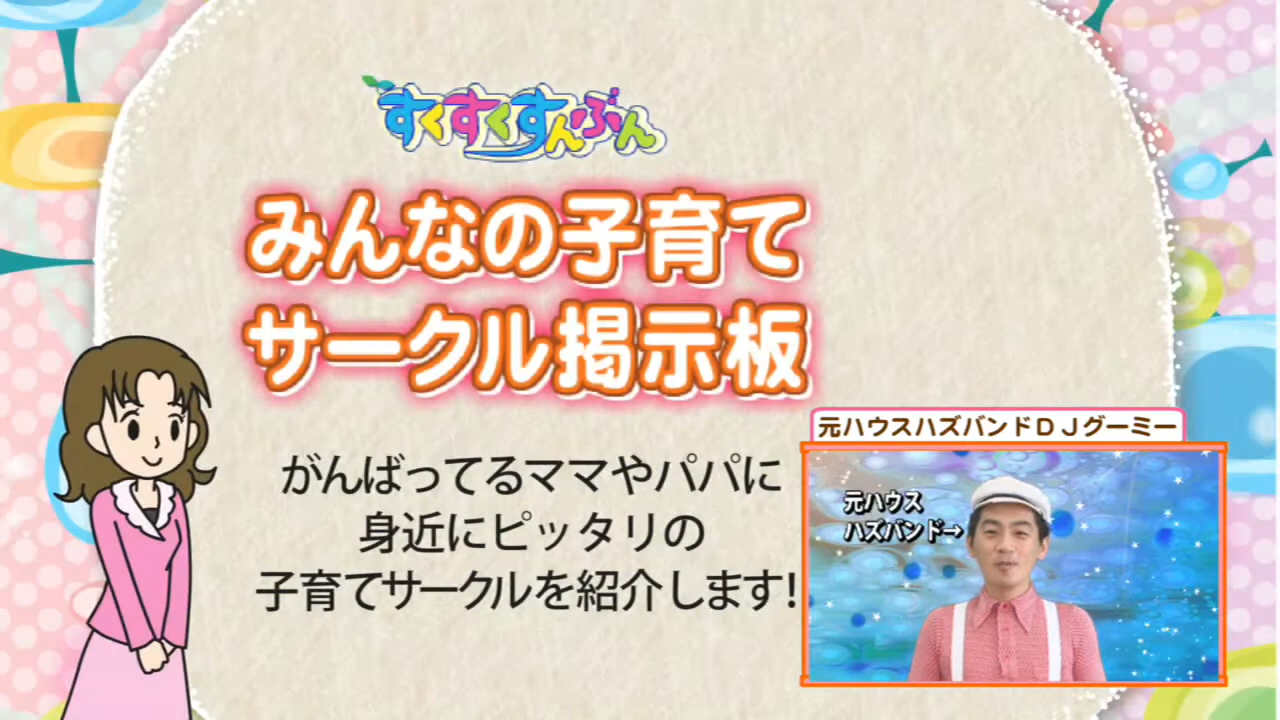 すくすくすんぷん
みんなの子育て
サークル掲示板
がんばってるママやパパに
身近にピッタリの
子育てサークルを紹介します!
元ハウスハズバンドＤＪグーミー
元ハウス
ハズバンド→